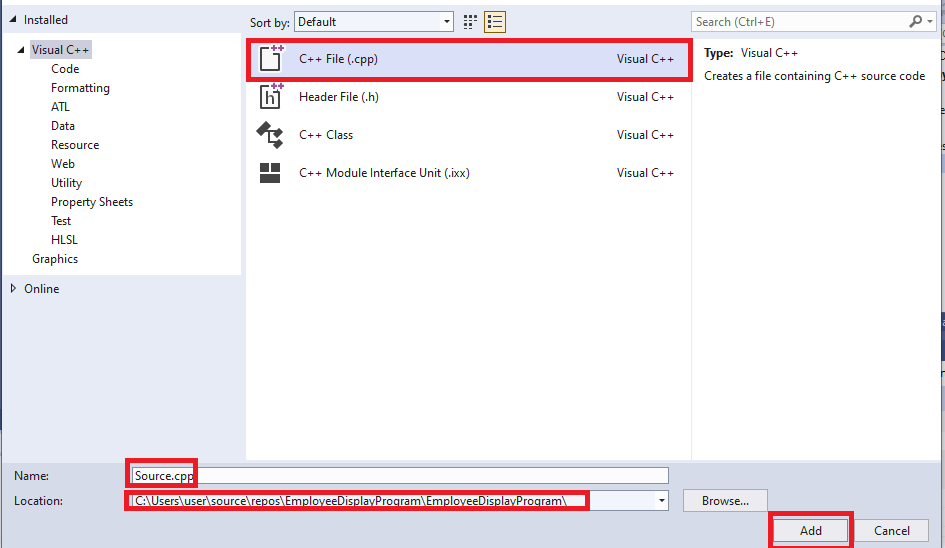 Installed
Visual C++
Code
Formatting
ATL
Data
Resource
Web
Utility
Property Sheets
Test
HLSL
Graphics
Online
Sort by: Default
C++ File (.cpp) Visual C++
Header File (.h) Visual C++
C++ Class Visual C++
C++ Module Interface Unit (.ixx) Visual C++
Search (Ctrl+E)
Type: Visual C++
Creates a file containing C++ source code
Name: Source.cpp
Location: C:\Users\user\source\repos\EmployeeDisplayProgram\EmployeeDisplayProgram\
Browse...
Add Cancel